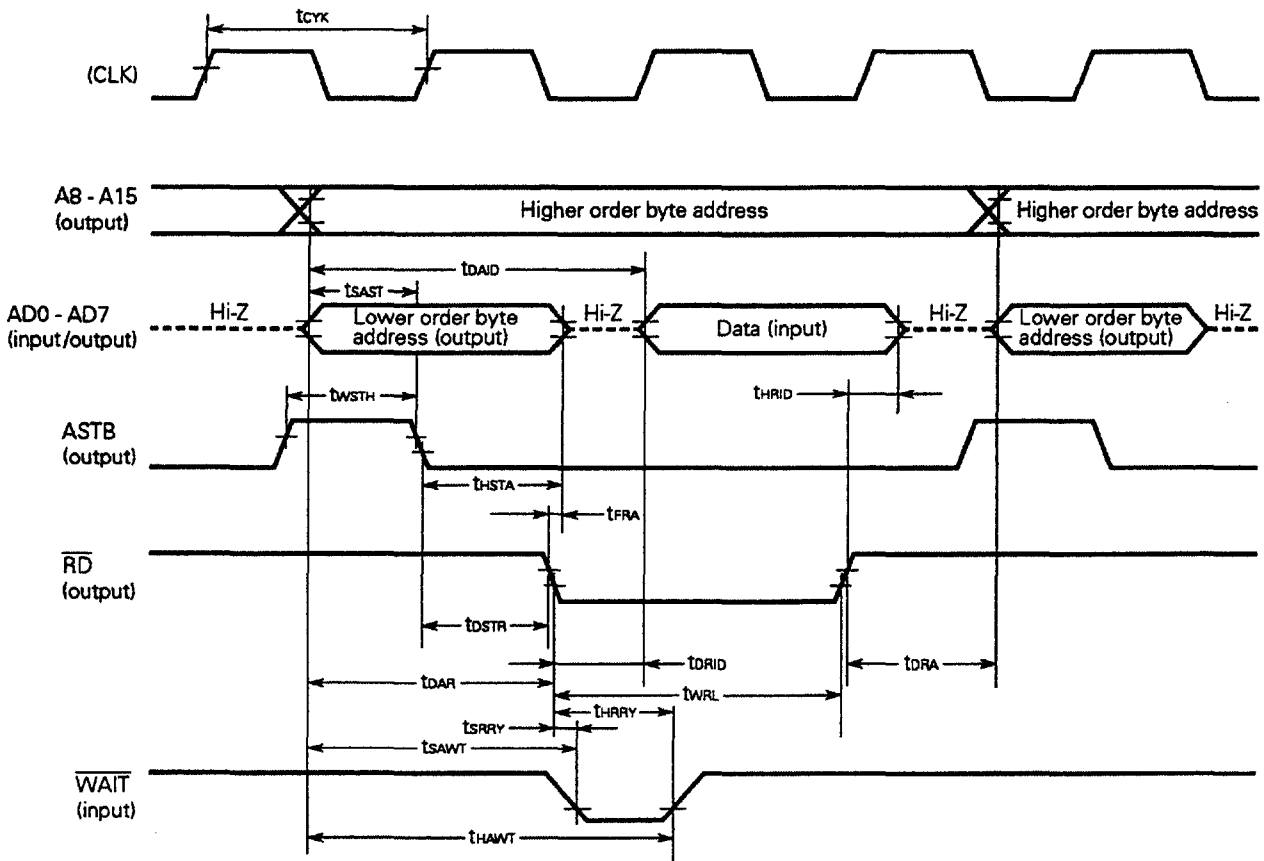 tCYK
(CLK)
A8 - A15
(output)
Higher order byte address
Higher order byte address
tDAID
tSAST
AD0 - AD7
(input/output)
Hi-Z
Lower order byte
address (output)
Hi-Z
Data (input)
Hi-Z
Lower order byte
address (output)
Hi-Z
tWSTH
tHRID
ASTB
(output)
tHSTA
tFRA
RD
(output)
tDSTR
tDRID
tDRA
tDAR
tWRL
tHRRY
tSRRY
tSAWT
WAIT
(input)
tHAWT